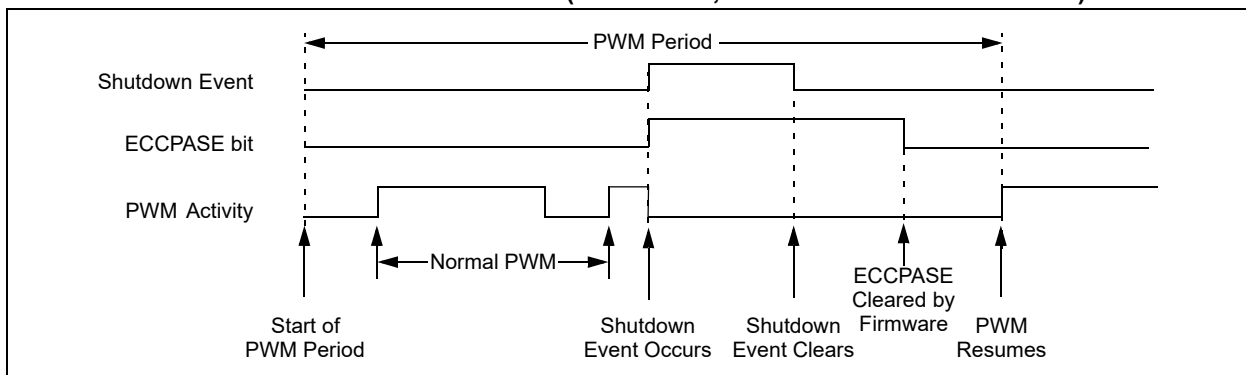 PWM Period
Shutdown Event
ECCPASE bit
PWM Activity
Normal PWM
Start of
PWM Period
Shutdown
Event Occurs
Shutdown
Event Clears
ECCPASE
Cleared by
Firmware
PWM
Resumes